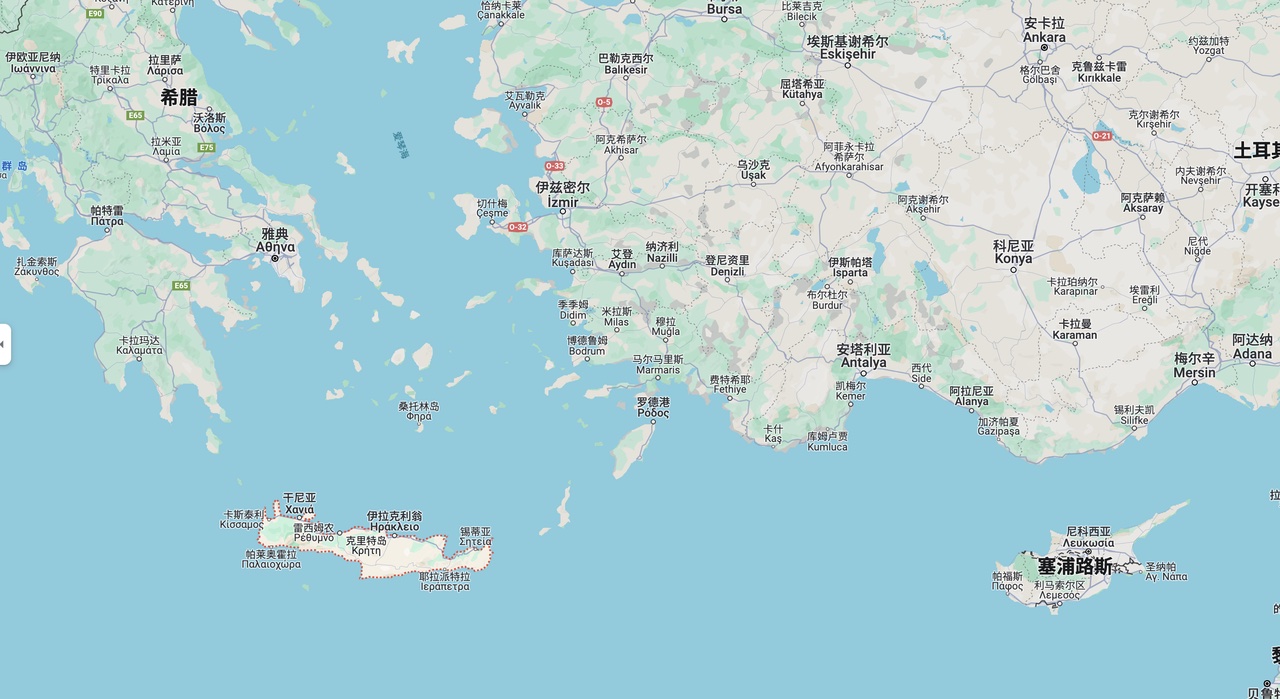 E90
Κατερίνη
恰纳卡莱
Çanakkale
Bursa
比莱吉克
Bilecik
安卡拉
Ankara
约兹加特
Yozgat
伊欧亚尼纳
Ιωάννινα
拉里萨
Λάρισα
特里卡拉
Τρίκαλα
希腊
E65
沃洛斯
Βόλος
拉米亚
Λαμία
E75
爱琴海
巴勒克西尔
Balıkesir
埃斯基谢希尔
Eskişehir
格尔巴舍
Gölbaşı
克鲁兹卡雷
Kırıkkale
屈塔希亚
Kütahya
艾瓦勒克
Ayvalık
O-5
克尔谢希尔
Kırşehir
O-21
阿克希萨尔
Akhisar
阿菲永卡拉
希萨尔
Afyonkarahisar
O-33
乌沙克
Uşak
土耳其
群 岛
伊兹密尔
İzmir
内夫谢希尔
Nevşehir
开塞利
切什梅
Çeşme
O-32
阿克谢希尔
Akşehir
阿克萨赖
Aksaray
帕特雷
Πάτρα
雅典
Αθήνα
扎金索斯
Ζάκυνθος
E65
库萨达斯
Kuşadası
艾登
Aydın
纳济利
Nazilli
登尼资里
Denizli
伊斯帕塔
Isparta
布尔杜尔
Burdur
科尼亚
Konya
尼代
Niğde
卡拉珀纳尔
Karapınar
埃雷利
Ereğli
季季姆
Didim
米拉斯
Milas
穆拉
Muğla
卡拉曼
Karaman
卡拉玛达
Καλαμάτα
博德鲁姆
Bodrum
马尔马里斯
Marmaris
安塔利亚
Antalya
西代
Side
梅尔辛
Mersin
阿达纳
Adana
费特希耶
Fethiye
凯梅尔
Kemer
阿拉尼亚
Alanya
桑托林岛
Φηρά
罗德港
Ρόδος
卡什
Kaş
库姆卢贾
Kumluca
加济帕夏
Gazipaşa
锡利夫凯
Silifke
干尼亚
Χανιά
卡斯泰利
Κίσσαμος
雷西姆农
Ρέθυμνο
伊拉克利翁
Ηράκλειο
克里特岛
Κρήτη
锡蒂亚
Σητεία
帕莱奥霍拉
Παλαιόχωρα
耶拉派特拉
Ιεράπετρα
尼科西亚
Λευκωσία
塞浦路斯
帕福斯
Πάφος
利马索尔区
Λεμεσός
圣纳帕
Αγ. Νάπα